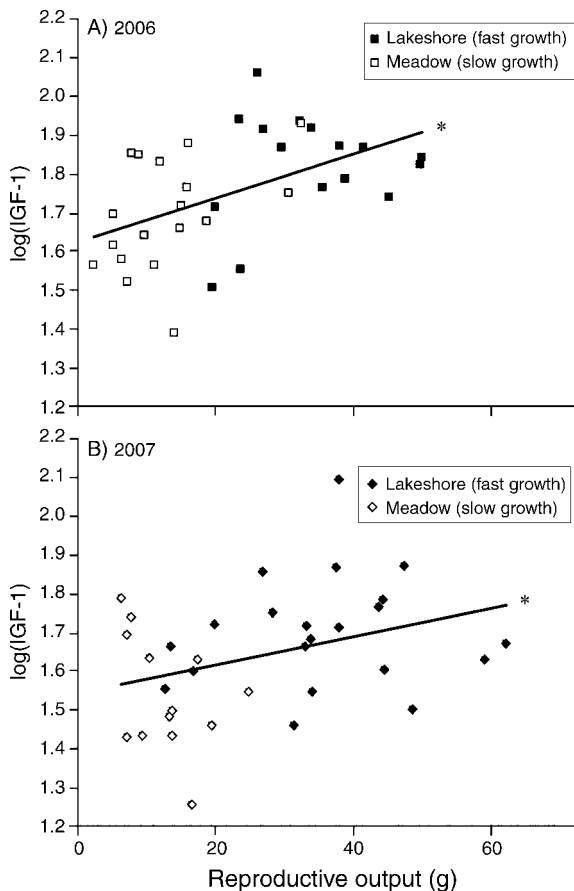 A) 2006
■ Lakeshore (fast growth)
□ Meadow (slow growth)
*
log(IGF-1)
2.2
2.1
2.0
1.9
1.8
1.7
1.6
1.5
1.4
1.3
1.2
B) 2007
◆ Lakeshore (fast growth)
◇ Meadow (slow growth)
*
log(IGF-1)
2.2
2.1
2.0
1.9
1.8
1.7
1.6
1.5
1.4
1.3
1.2
0 20 40 60
Reproductive output (g)